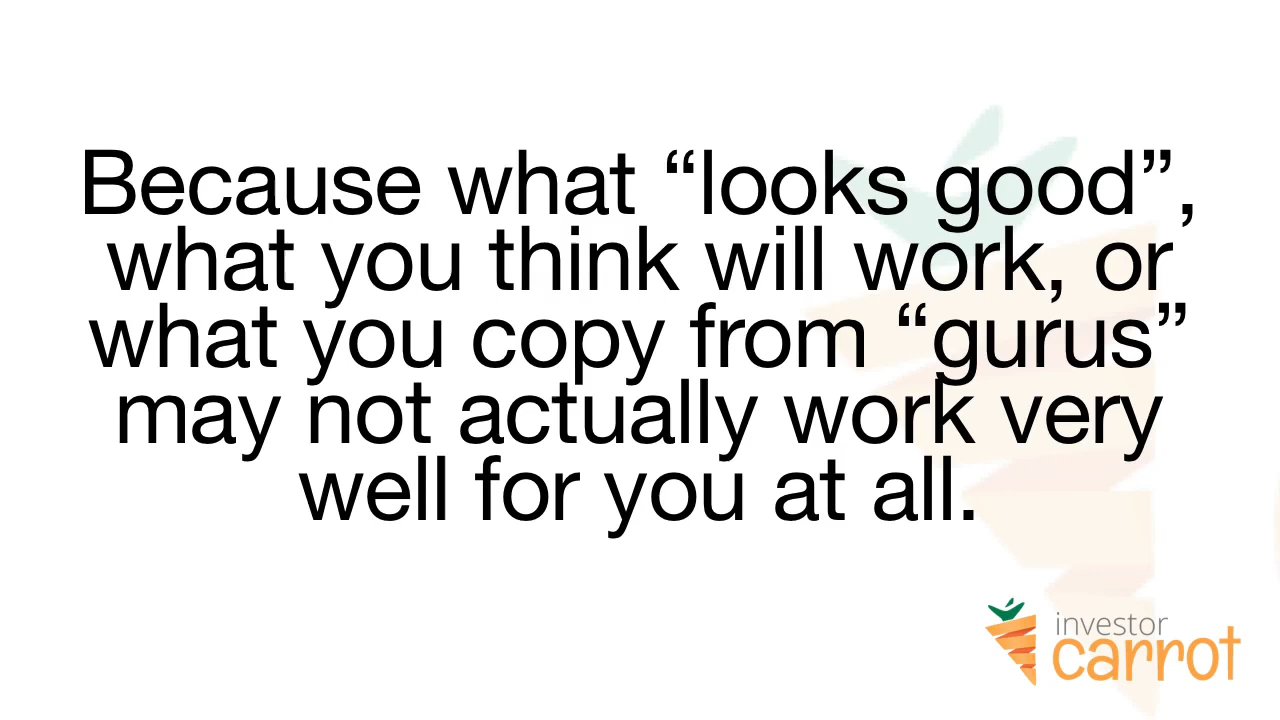 Because what “looks good”,
what you think will work, or
what you copy from “gurus”
may not actually work very
well for you at all.
investor
carrot